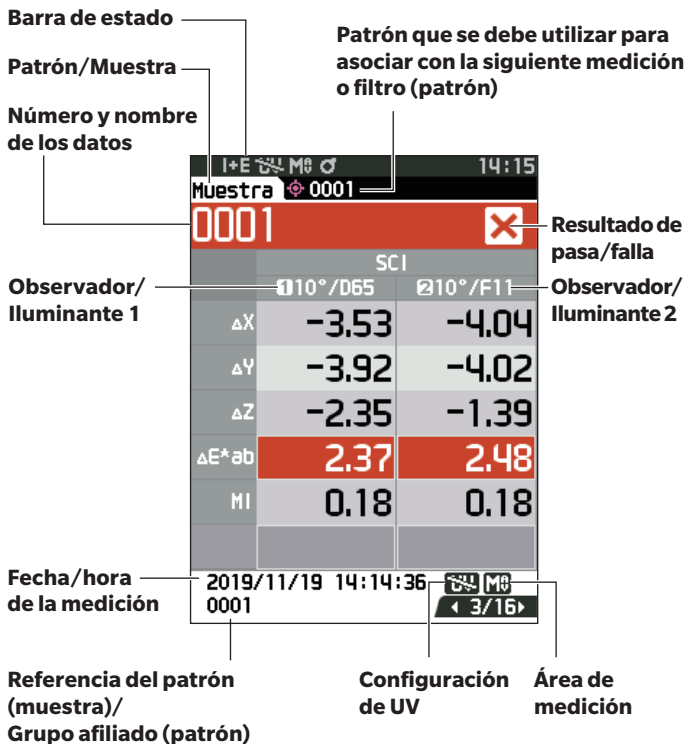 Barra de estado
Patrón que se debe utilizar para
asociar con la siguiente medición
o filtro (patrón)
Patrón/Muestra
Número y nombre
de los datos
I+E M 14:15
Muestra 0001
0001
Resultado de
pasa/falla
SCI
Observador/
Iluminante 1
1 10°/D65 2 10°/F11
Observador/
Iluminante 2
ΔX -3.53 -4.04
ΔY -3.92 -4.02
ΔZ -2.35 -1.39
ΔE*ab 2.37 2.48
MI 0.18 0.18
Fecha/hora
de la medición
2019/11/19 14:14:36 M
0001 3/16
Referencia del patrón
(muestra)/
Grupo afiliado (patrón)
Configuración
de UV
Área de
medición